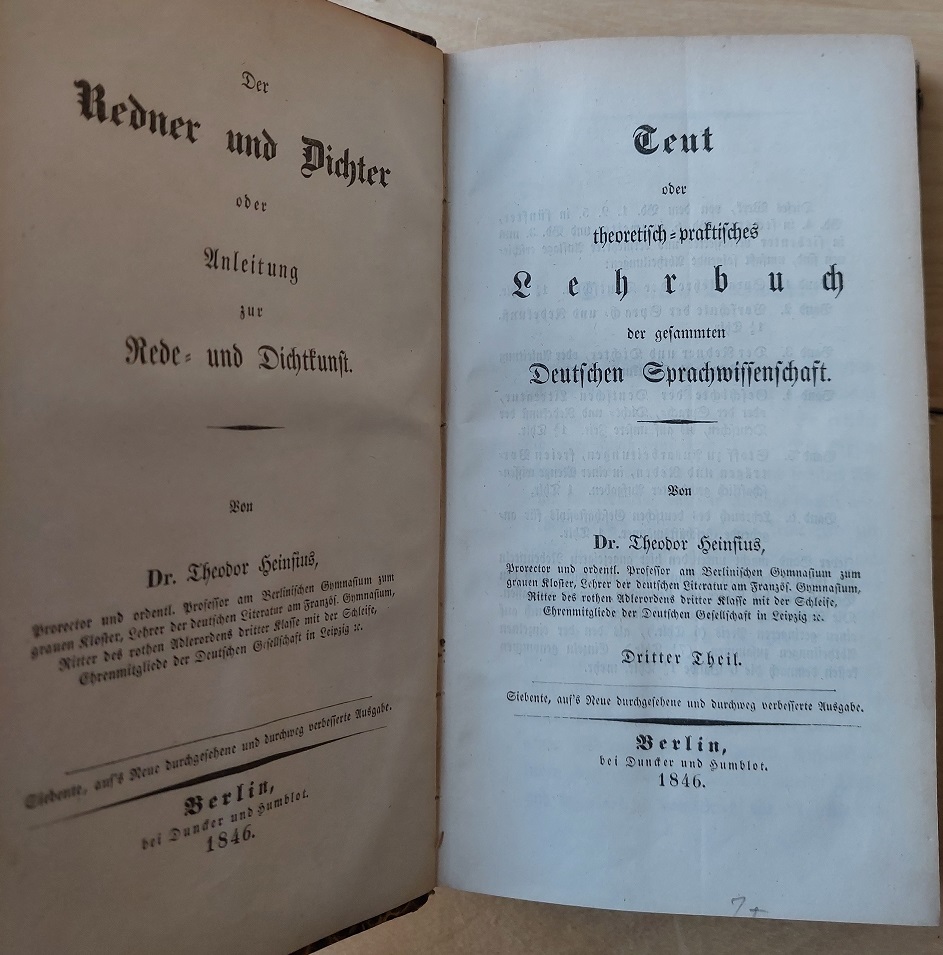 Der
Redner und Dichter
oder
Anleitung
zur
Rede- und Dichtkunst.
Von
Dr. Theodor Heinsius,
Prorector und ordentl. Professor am Berlinischen Gymnasium zum
grauen Kloster, Lehrer der deutschen Literatur am Französ. Gymnasium,
Ritter des rothen Adlerordens dritter Klasse mit der Schleife,
Ehrenmitgliede der Deutschen Gesellschaft in Leipzig ꝛc.
Siebente, auf's Neue durchgesehene und durchweg verbesserte Ausgabe.
Berlin,
bei Duncker und Humblot.
1846.
Teut
oder
theoretisch-praktisches
Lehrbuch
der gesammten
Deutschen Sprachwissenschaft.
Von
Dr. Theodor Heinsius,
Prorector und ordentl. Professor am Berlinischen Gymnasium zum
grauen Kloster, Lehrer der deutschen Literatur am Französ. Gymnasium,
Ritter des rothen Adlerordens dritter Klasse mit der Schleife,
Ehrenmitgliede der Deutschen Gesellschaft in Leipzig ꝛc.
Dritter Theil.
Siebente, auf's Neue durchgesehene und durchweg verbesserte Ausgabe.
Berlin,
bei Duncker und Humblot.
1846.